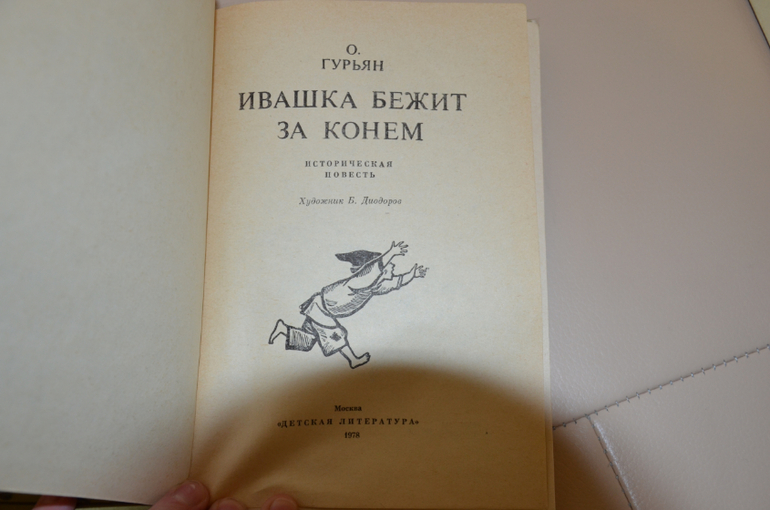 О.
ГУРЬЯН
ИВАШКА БЕЖИТ
ЗА КОНЕМ
ИСТОРИЧЕСКАЯ
ПОВЕСТЬ
Художник Б. Диодоров
Москва
«ДЕТСКАЯ ЛИТЕРАТУРА»
1978